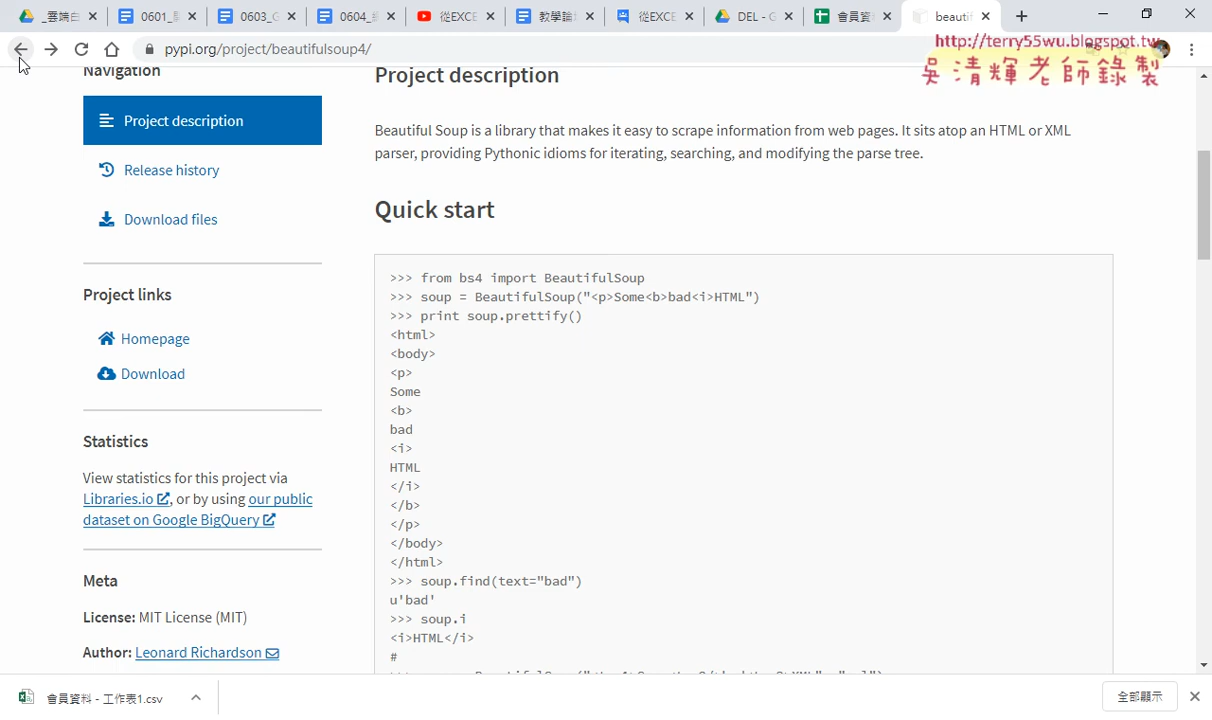 _雲端白
0601_
0603_G
0604_
從EXCE
教學論
從EXCE
DEL - G
會員資
beautif
pypi.org/project/beautifulsoup4/
http://terry55wu.blogspot.tw
吳清輝老師錄製
Navigation
Project description
Release history
Download files
Project links
Homepage
Download
Statistics
View statistics for this project via
Libraries.io, or by using our public
dataset on Google BigQuery
Meta
License: MIT License (MIT)
Author: Leonard Richardson
Project description
Beautiful Soup is a library that makes it easy to scrape information from web pages. It sits atop an HTML or XML
parser, providing Pythonic idioms for iterating, searching, and modifying the parse tree.
Quick start
>>> from bs4 import BeautifulSoup
>>> soup = BeautifulSoup("<p>Some<b>bad<i>HTML")
>>> print soup.prettify()
<html>
<body>
<p>
Some
<b>
bad
<i>
HTML
</i>
</b>
</p>
</body>
</html>
>>> soup.find(text="bad")
u'bad'
>>> soup.i
<i>HTML</i>
#
會員資料 - 工作表1.csv
全部顯示